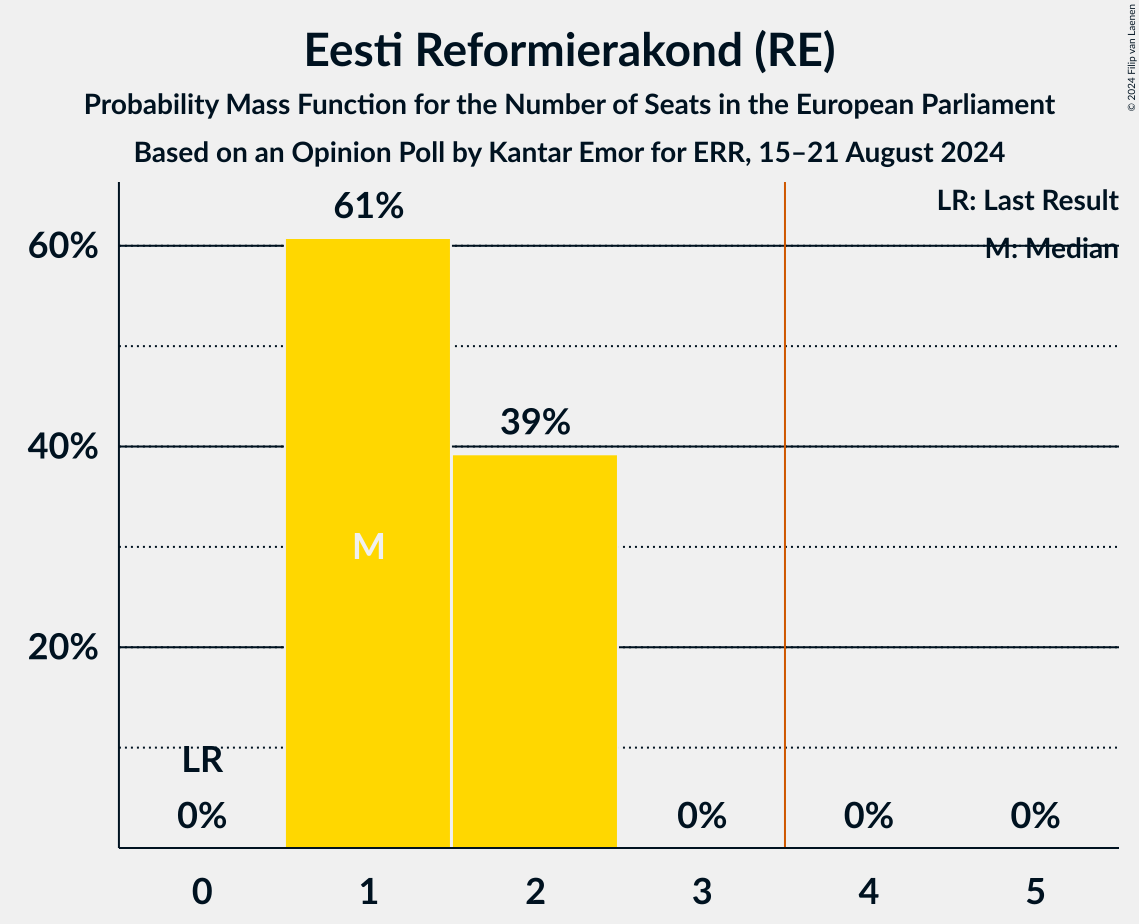 Eesti Reformierakond (RE)
Probability Mass Function for the Number of Seats in the European Parliament
Based on an Opinion Poll by Kantar Emor for ERR, 15–21 August 2024
© 2024 Filip van Laenen
LR: Last Result
M: Median
61%
60%
39%
40%
M
20%
LR
0%
0%
0%
0%
0
1
2
3
4
5